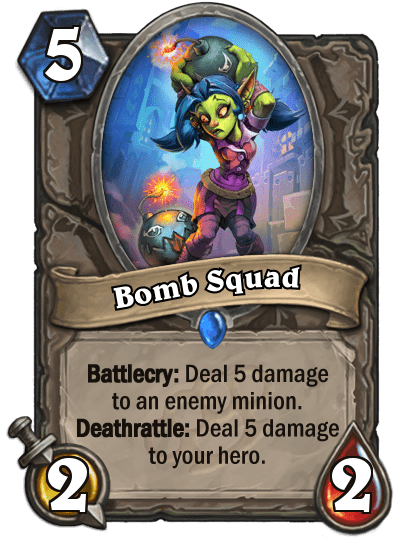 5
Bomb Squad
Battlecry: Deal 5 damage
to an enemy minion.
Deathrattle: Deal 5 damage
to your hero.
2 2